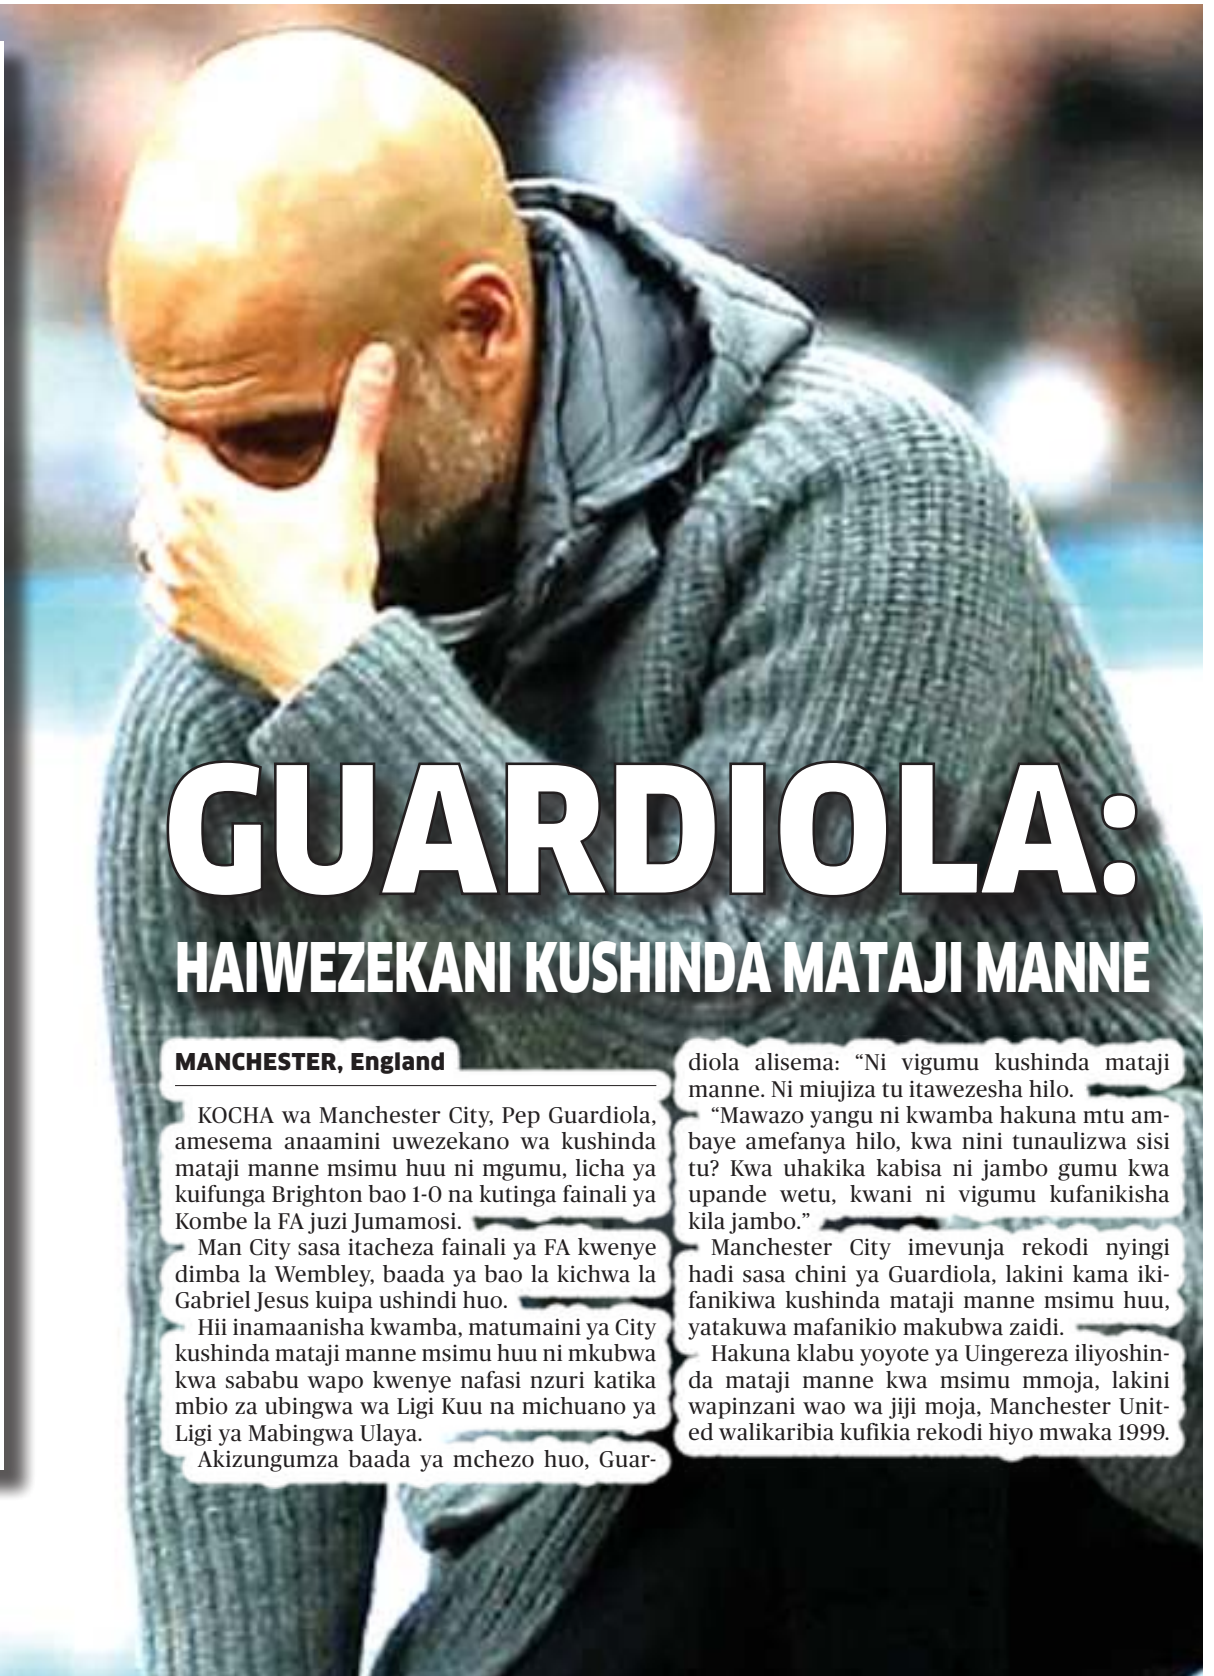 GUARDIOLA:
HAIWEZEKANI KUSHINDA MATAJI MANNE
MANCHESTER, England
KOCHA wa Manchester City, Pep Guardiola,
amesema anaamini uwezekano wa kushinda
mataji manne msimu huu ni mgumu, licha ya
kuifunga Brighton bao 1-0 na kutinga fainali ya
Kombe la FA juzi Jumamosi.
Man City sasa itacheza fainali ya FA kwenye
dimba la Wembley, baada ya bao la kichwa la
Gabriel Jesus kuipa ushindi huo.
Hii inamaanisha kwamba, matumaini ya City
kushinda mataji manne msimu huu ni mkubwa
kwa sababu wapo kwenye nafasi nzuri katika
mbio za ubingwa wa Ligi Kuu na michuano ya
Ligi ya Mabingwa Ulaya.
Akizungumza baada ya mchezo huo, Guar-
diola alisema: “Ni vigumu kushinda mataji
manne. Ni miujiza tu itawezesha hilo.
“Mawazo yangu ni kwamba hakuna mtu am-
baye amefanya hilo, kwa nini tunaulizwa sisi
tu? Kwa uhakika kabisa ni jambo gumu kwa
upande wetu, kwani ni vigumu kufanikisha
kila jambo.”
Manchester City imevunja rekodi nyingi
hadi sasa chini ya Guardiola, lakini kama iki-
fanikiwa kushinda mataji manne msimu huu,
yatakuwa mafanikio makubwa zaidi.
Hakuna klabu yoyote ya Uingereza iliyoshin-
da mataji manne kwa msimu mmoja, lakini
wapinzani wao wa jiji moja, Manchester Unit-
ed walikaribia kufikia rekodi hiyo mwaka 1999.